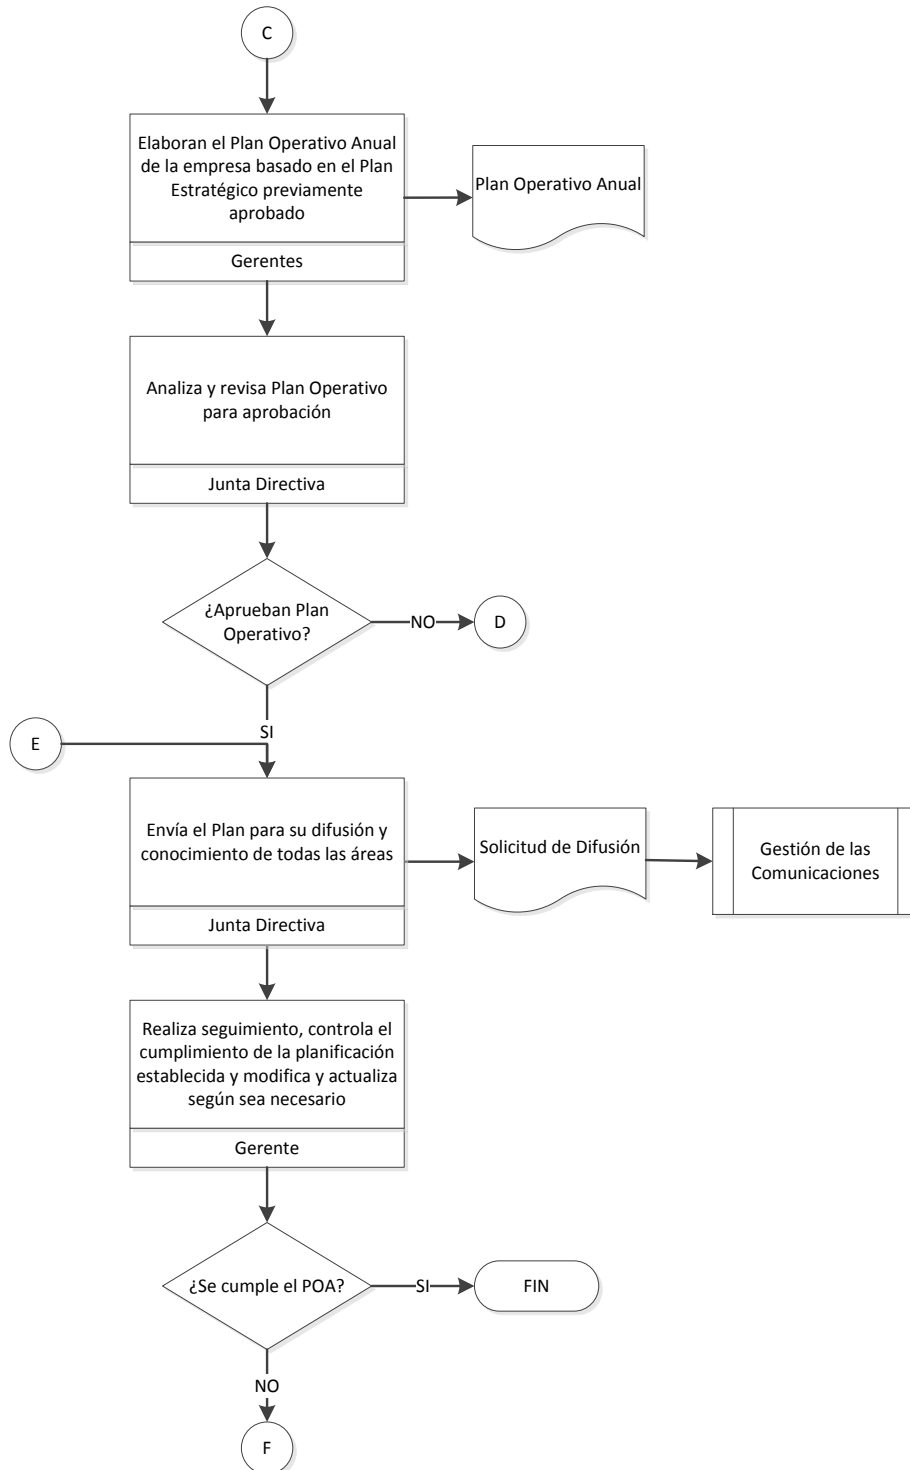 C
Elaboran el Plan Operativo Anual
de la empresa basado en el Plan
Estratégico previamente
aprobado
Gerentes
Plan Operativo Anual
Analiza y revisa Plan Operativo
para aprobación
Junta Directiva
¿Aprueban Plan
Operativo?
NO
D
SI
E
Envía el Plan para su difusión y
conocimiento de todas las áreas
Junta Directiva
Solicitud de Difusión
Gestión de las
Comunicaciones
Realiza seguimiento, controla el
cumplimiento de la planificación
establecida y modifica y actualiza
según sea necesario
Gerente
¿Se cumple el POA?
SI
FIN
NO
F